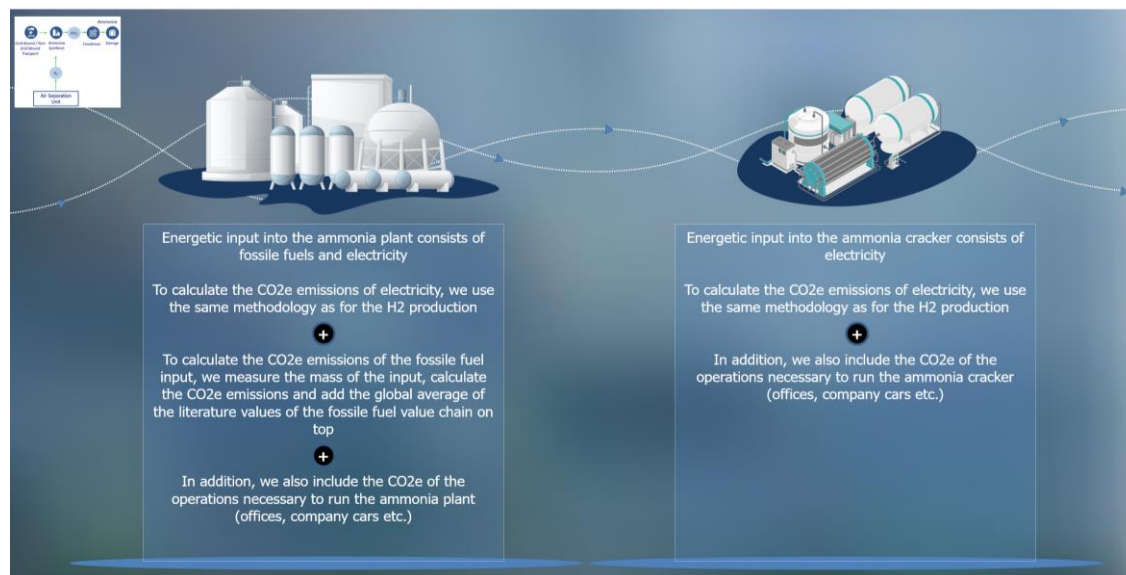 Ammonia
Ammonia
Synthesis
Storage
Transport
Air Separation
Unit
Energetic input into the ammonia plant consists of
fossile fuels and electricity
To calculate the CO2e emissions of electricity, we use
the same methodology as for the H2 production
+
To calculate the CO2e emissions of the fossile fuel
input, we measure the mass of the input, calculate
the CO2e emissions and add the global average of
the literature values of the fossile fuel value chain on
top
+
In addition, we also include the CO2e of the
operations necessary to run the ammonia plant
(offices, company cars etc.)
Energetic input into the ammonia cracker consists of
electricity
To calculate the CO2e emissions of electricity, we use
the same methodology as for the H2 production
+
In addition, we also include the CO2e of the
operations necessary to run the ammonia cracker
(offices, company cars etc.)